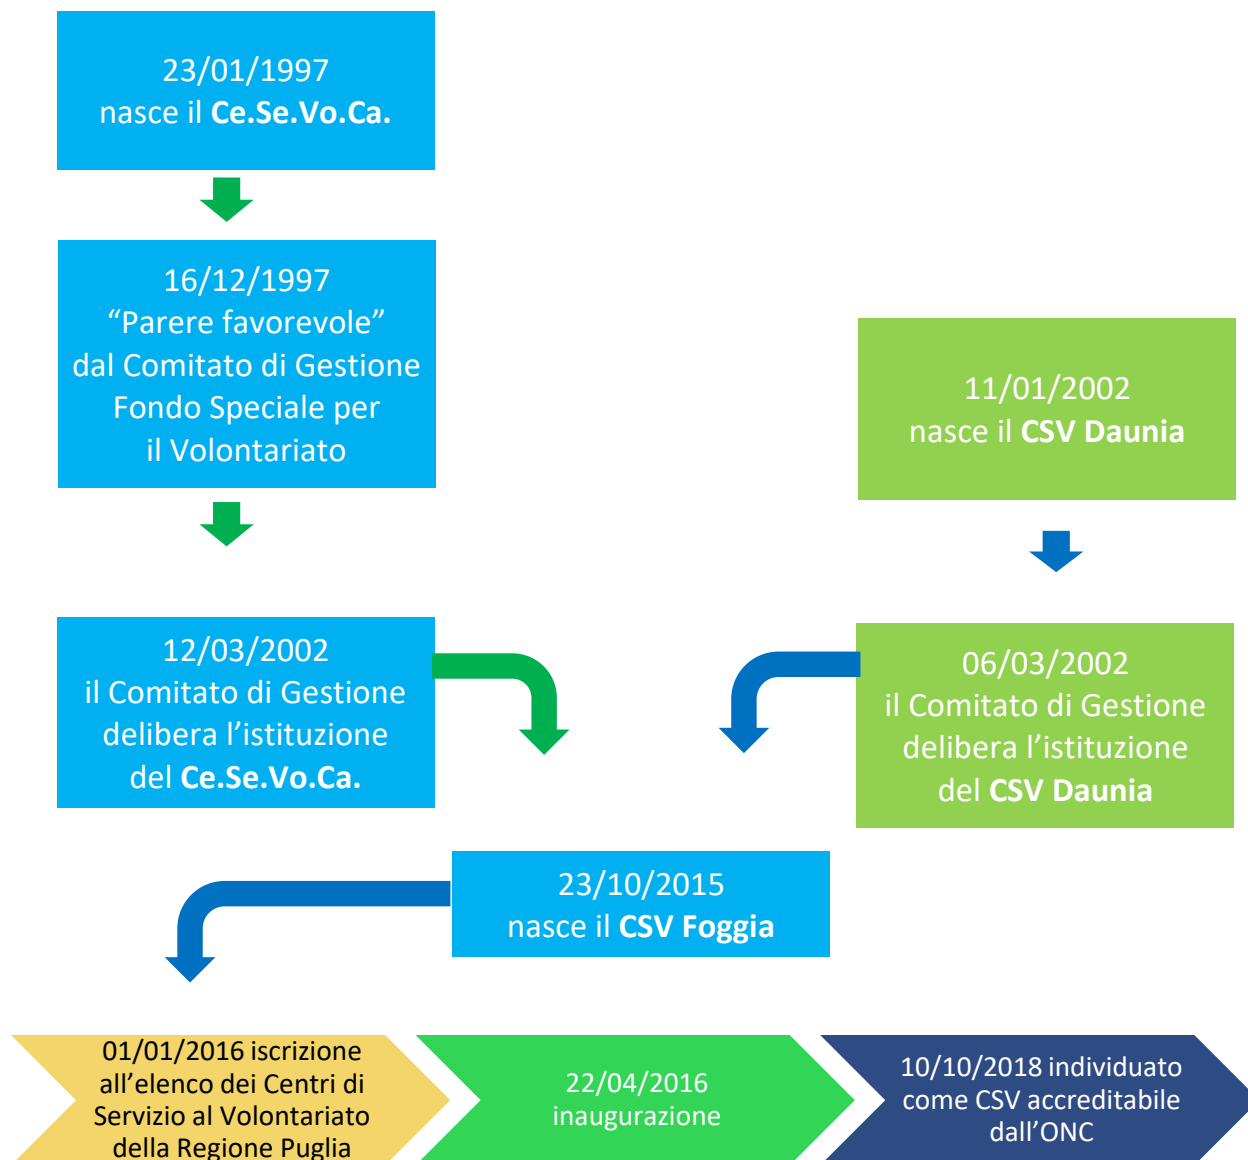 23/01/1997
nasce il Ce.Se.Vo.Ca.
16/12/1997
“Parere favorevole”
dal Comitato di Gestione
Fondo Speciale per
il Volontariato
11/01/2002
nasce il CSV Daunia
12/03/2002
il Comitato di Gestione
delibera l’istituzione
del Ce.Se.Vo.Ca.
06/03/2002
il Comitato di Gestione
delibera l’istituzione
del CSV Daunia
23/10/2015
nasce il CSV Foggia
01/01/2016 iscrizione
all’elenco dei Centri di
Servizio al Volontariato
della Regione Puglia
22/04/2016
inaugurazione
10/10/2018 individuato
come CSV accreditabile
dall’ONC